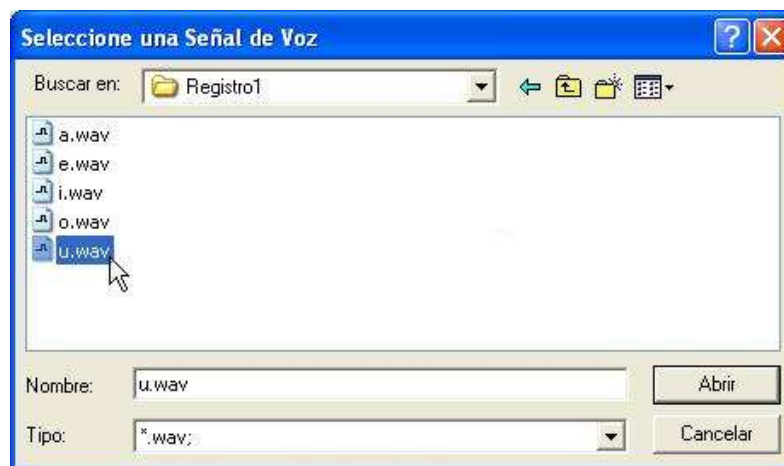 Seleccione una Señal de Voz
Buscar en: Registro1
a.wav
e.wav
i.wav
o.wav
u.wav
Nombre: u.wav Abrir
Tipo: *.wav; Cancelar